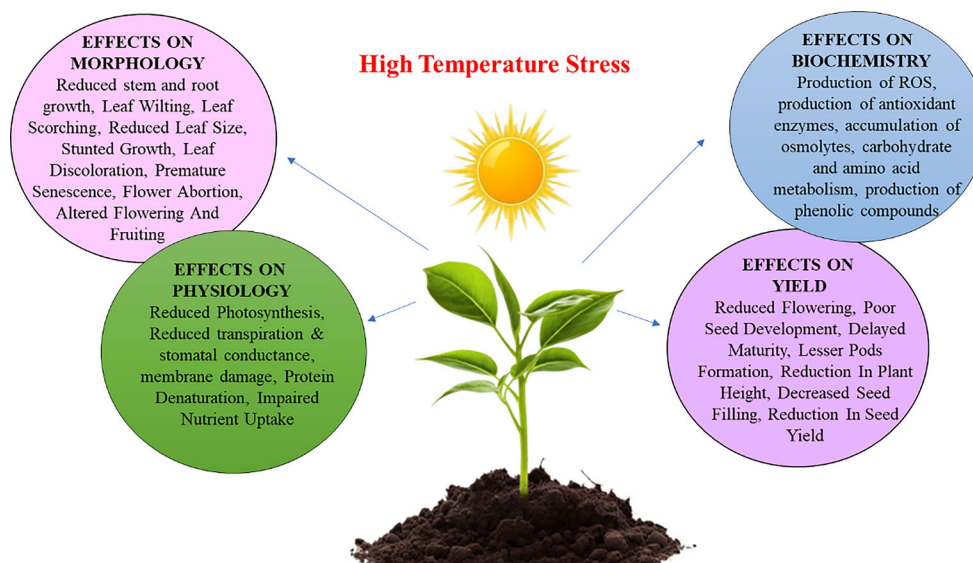 High Temperature Stress
EFFECTS ON
MORPHOLOGY
Reduced stem and root
growth, Leaf Wilting, Leaf
Scorching, Reduced Leaf Size,
Stunted Growth, Leaf
Discoloration, Premature
Senescence, Flower Abortion,
Altered Flowering And
Fruiting
EFFECTS ON
PHYSIOLOGY
Reduced Photosynthesis,
Reduced transpiration &
stomatal conductance,
membrane damage, Protein
Denaturation, Impaired
Nutrient Uptake
EFFECTS ON
BIOCHEMISTRY
Production of ROS,
production of antioxidant
enzymes, accumulation of
osmolytes, carbohydrate
and amino acid
metabolism, production of
phenolic compounds
EFFECTS ON
YIELD
Reduced Flowering, Poor
Seed Development, Delayed
Maturity, Lesser Pods
Formation, Reduction In Plant
Height, Decreased Seed
Filling, Reduction In Seed
Yield